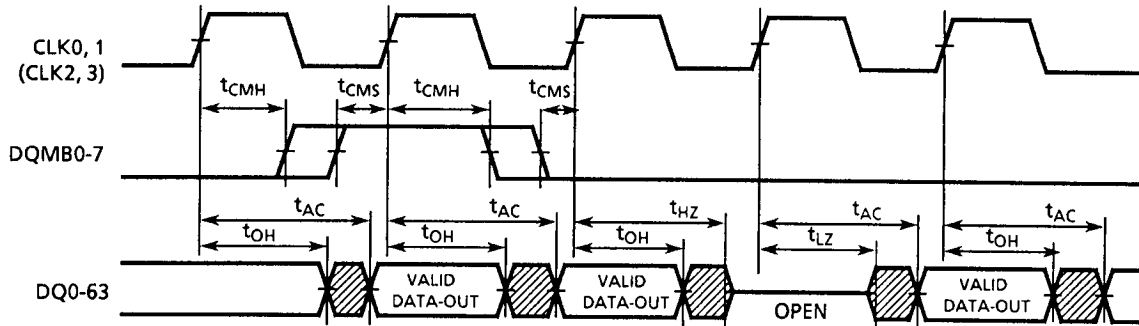 CLK0, 1
(CLK2, 3)
tCMH tCMS tCMH tCMS
DQMB0-7
tAC tAC tHZ tAC tAC
tOH tOH tOH tLZ tOH
DQ0-63
VALID DATA-OUT
VALID DATA-OUT
OPEN
VALID DATA-OUT